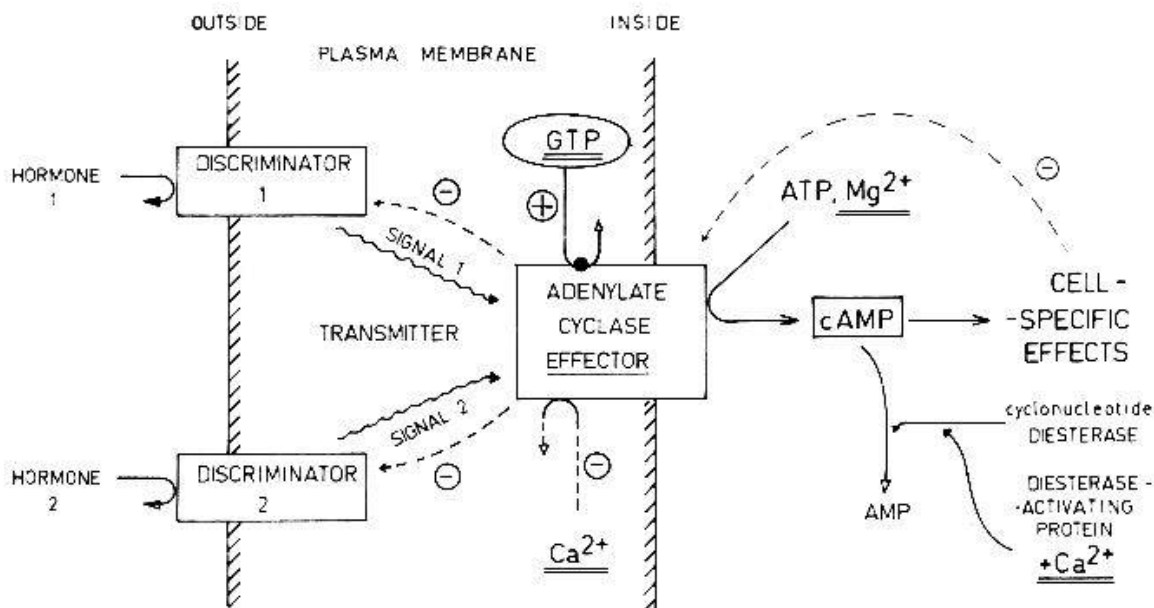 OUTSIDE
INSIDE
PLASMA MEMBRANE
GTP
HORMONE
1
DISCRIMINATOR
1
⊖
⊕
ATP, Mg²⁺
⊖
SIGNAL 1
ADENYLATE
CYCLASE
EFFECTOR
TRANSMITTER
cAMP
CELL -
-SPECIFIC
EFFECTS
SIGNAL 2
cyclonucleotide
DIESTERASE
HORMONE
2
DISCRIMINATOR
2
⊖
⊖
AMP
DIESTERASE -
-ACTIVATING
PROTEIN
+Ca²⁺
Ca²⁺